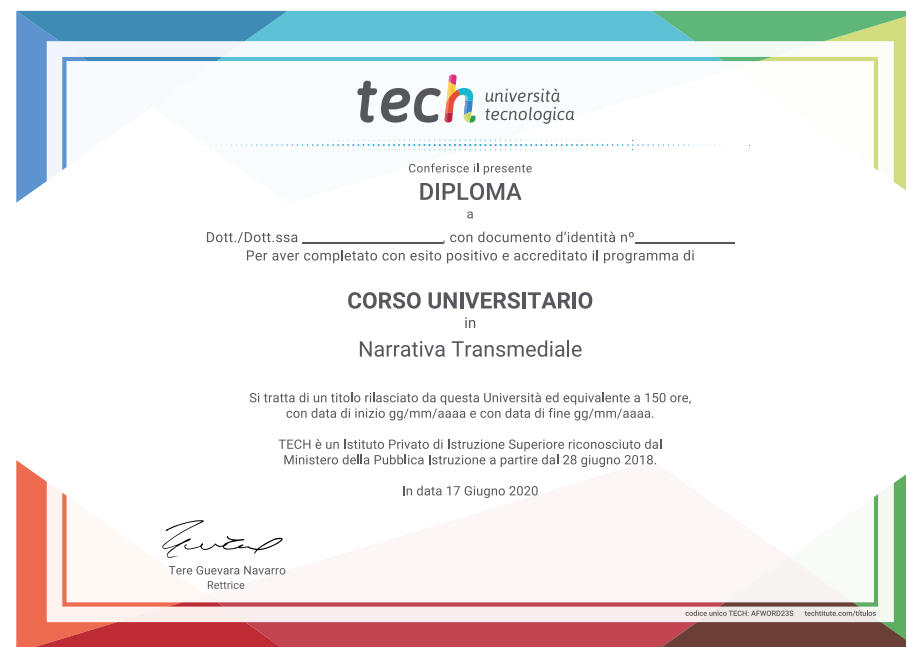 tech università
tecnologica
Conferisce il presente
DIPLOMA
a
Dott./Dott.ssa _________________, con documento d'identità nº____________
Per aver completato con esito positivo e accreditato il programma di
CORSO UNIVERSITARIO
in
Narrativa Transmediale
Si tratta di un titolo rilasciato da questa Università ed equivalente a 150 ore,
con data di inizio gg/mm/aaaa e con data di fine gg/mm/aaaa.
TECH è un Istituto Privato di Istruzione Superiore riconosciuto dal
Ministero della Pubblica Istruzione a partire dal 28 giugno 2018.
In data 17 Giugno 2020
Tere Guevara Navarro
Rettrice
codice unico TECH: AFWORD23S techtitute.com/titulos